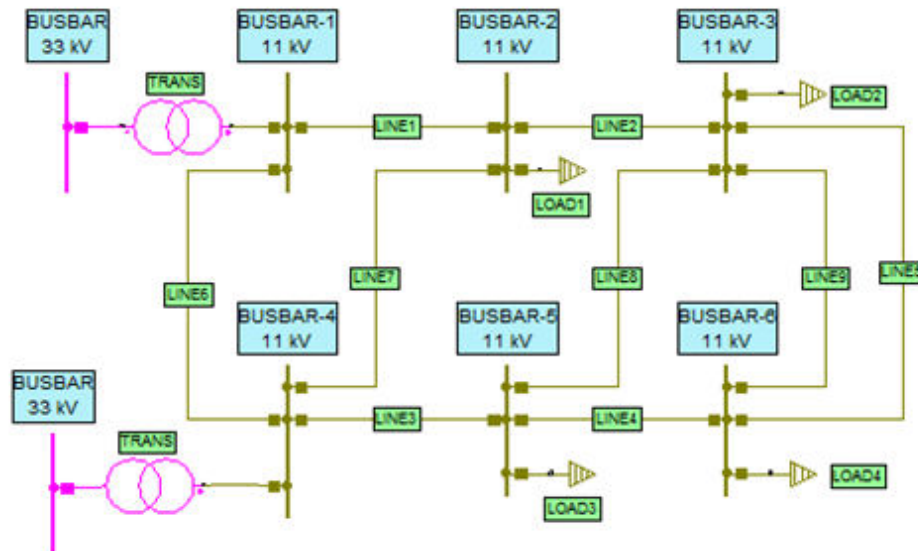 BUSBAR
33 kV
BUSBAR-1
11 kV
BUSBAR-2
11 kV
BUSBAR-3
11 kV
TRANS
LOAD2
LINE1
LINE2
LOAD1
LINE6
LINE7
LINE8
LINE9
LINE5
BUSBAR-4
11 kV
BUSBAR-5
11 kV
BUSBAR-6
11 kV
BUSBAR
33 kV
LINE3
LINE4
TRANS
LOAD3
LOAD4